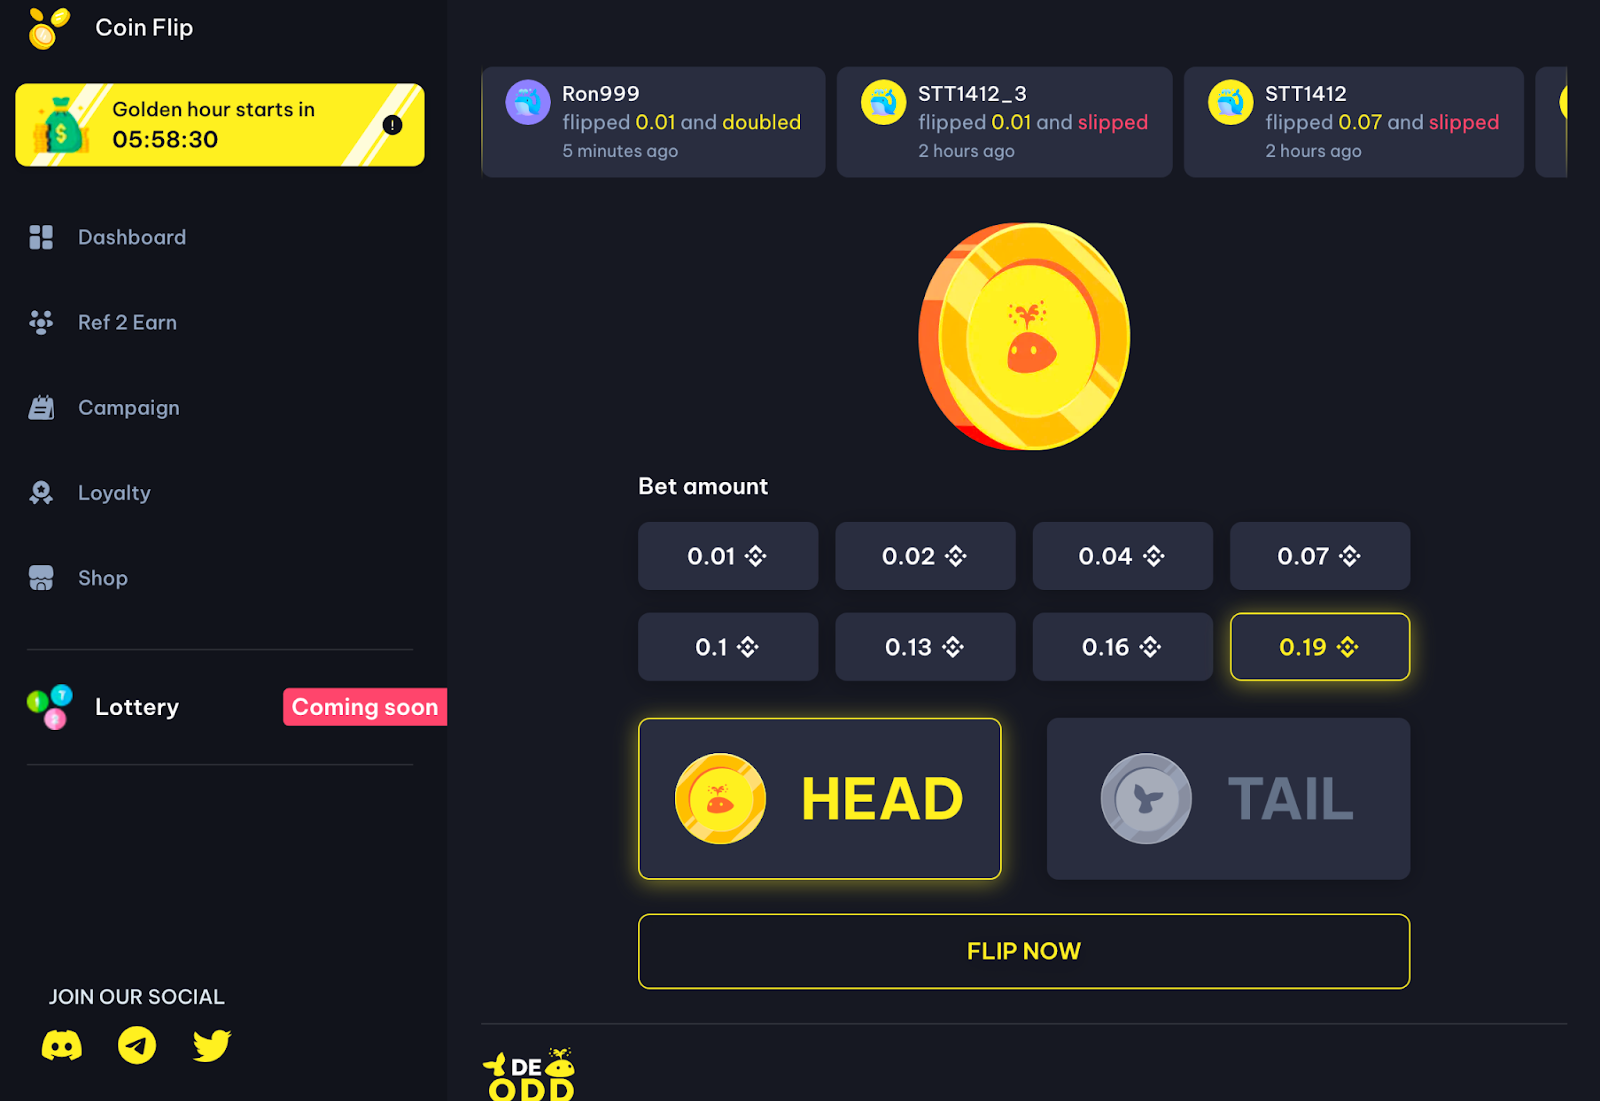 Coin Flip
Golden hour starts in
05:58:30
Dashboard
Ref 2 Earn
Campaign
Loyalty
Shop
Lottery
Coming soon
JOIN OUR SOCIAL
Ron999
flipped 0.01 and doubled
5 minutes ago
STT1412_3
flipped 0.01 and slipped
2 hours ago
STT1412
flipped 0.07 and slipped
2 hours ago
Bet amount
0.01
0.02
0.04
0.07
0.1
0.13
0.16
0.19
HEAD
TAIL
FLIP NOW
DE
ODD